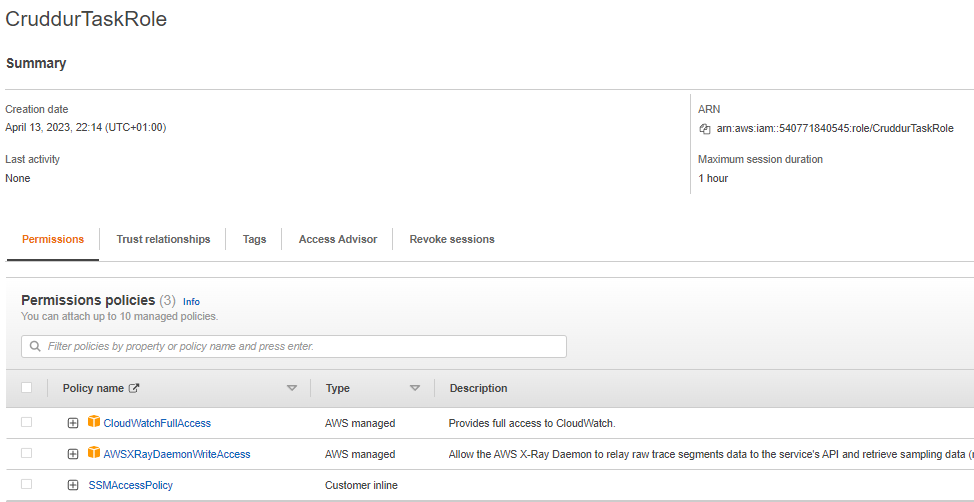 CruddurTaskRole
Summary
Creation date
April 13, 2023, 22:14 (UTC+01:00)
ARN
arn:aws:iam::540771840545:role/CruddurTaskRole
Last activity
None
Maximum session duration
1 hour
Permissions Trust relationships Tags Access Advisor Revoke sessions
Permissions policies (3) Info
You can attach up to 10 managed policies.
Filter policies by property or policy name and press enter.
Policy name Type Description
CloudWatchFullAccess AWS managed Provides full access to CloudWatch.
AWSXRayDaemonWriteAccess AWS managed Allow the AWS X-Ray Daemon to relay raw trace segments data to the service's API and retrieve sampling data (
SSMAccessPolicy Customer inline